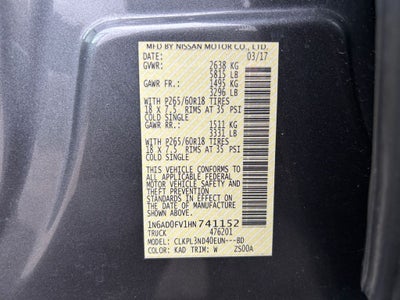 MFD BY NISSAN MOTOR CO., LTD.
DATE: 03/17
GVWR: 2638 KG
5815 LB
GAWR FR.: 1495 KG
3296 LB
WITH P265/60R18 TIRES
18 X 7.5 RIMS AT 35 PSI
COLD SINGLE
GAWR RR.: 1511 KG
3331 LB
WITH P265/60R18 TIRES
18 X 7.5 RIMS AT 35 PSI
COLD SINGLE
THIS VEHICLE CONFORMS TO
ALL APPLICABLE FEDERAL
MOTOR VEHICLE SAFETY
STANDARDS IN EFFECT ON
THE DATE OF MANUFACTURE
SHOWN ABOVE.
1N6AD0FV1HN741152
TRUCK 476201
MODEL: CLKPL3ND40EUN---BD
COLOR: KAD TRIM: W ZS00A